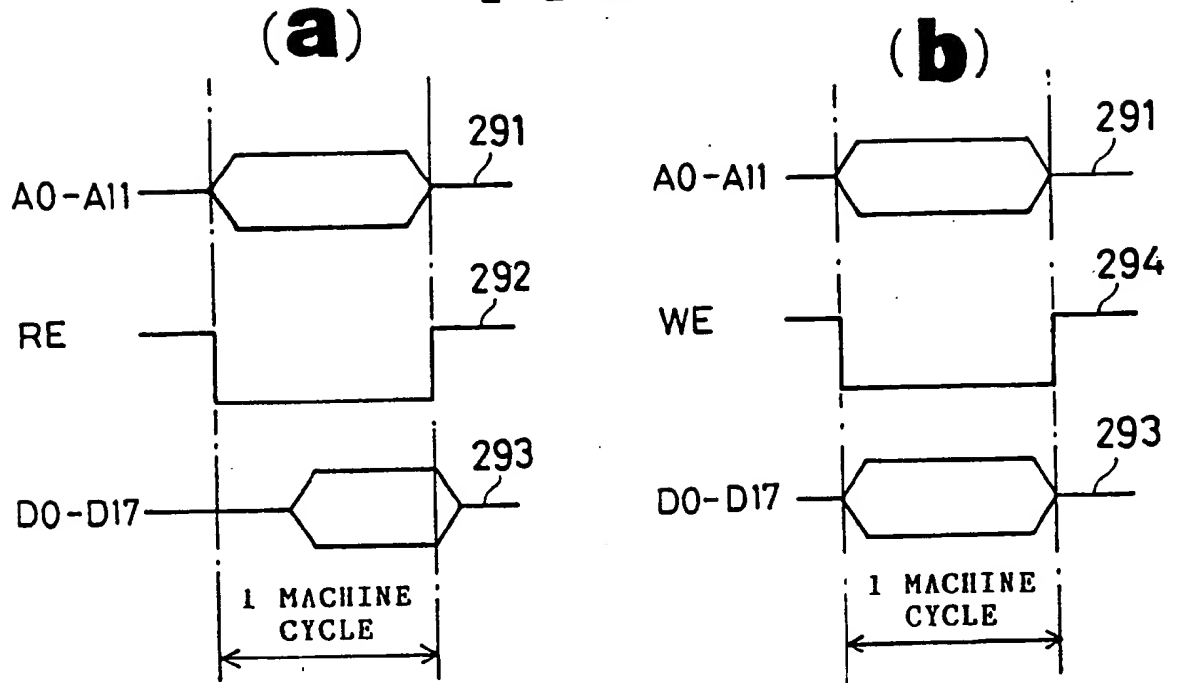 (a)
291
A0-A11
292
RE
293
D0-D17
1 MACHINE
CYCLE
(b)
291
A0-A11
294
WE
293
D0-D17
1 MACHINE
CYCLE